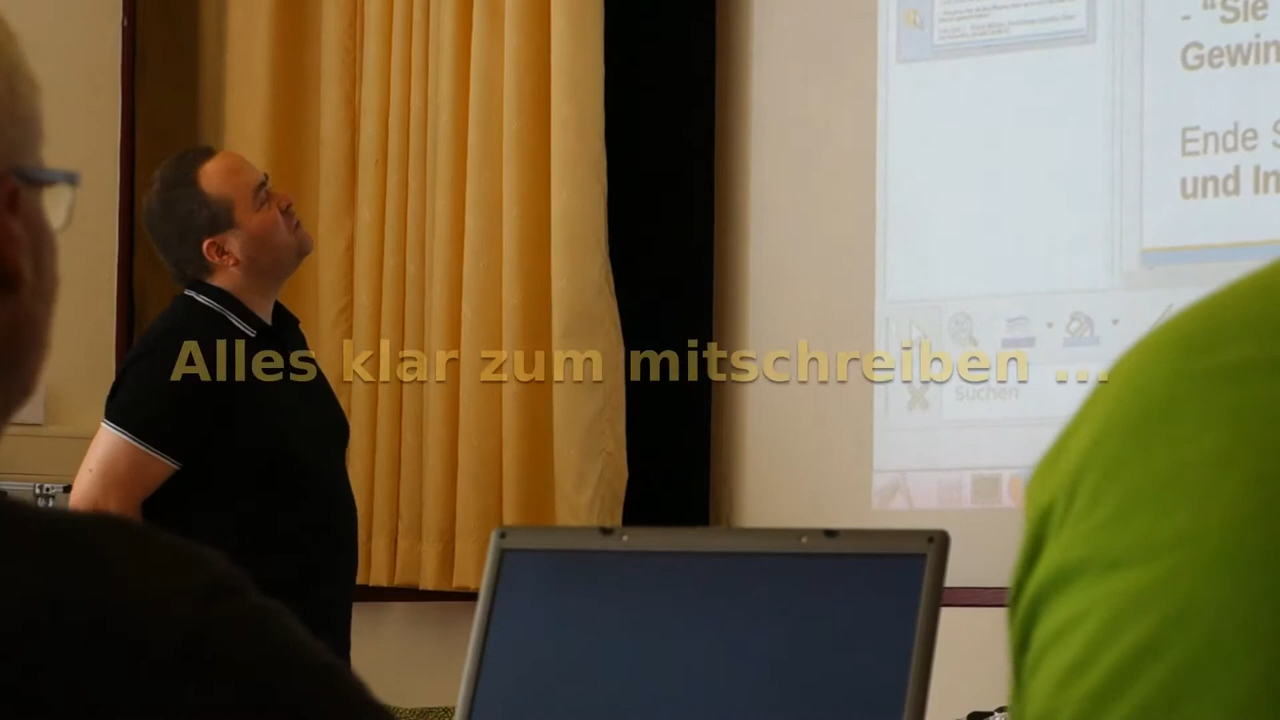 - "Sie
Gewin
Ende S
und In
Alles klar zum mitschreiben ...
Suchen